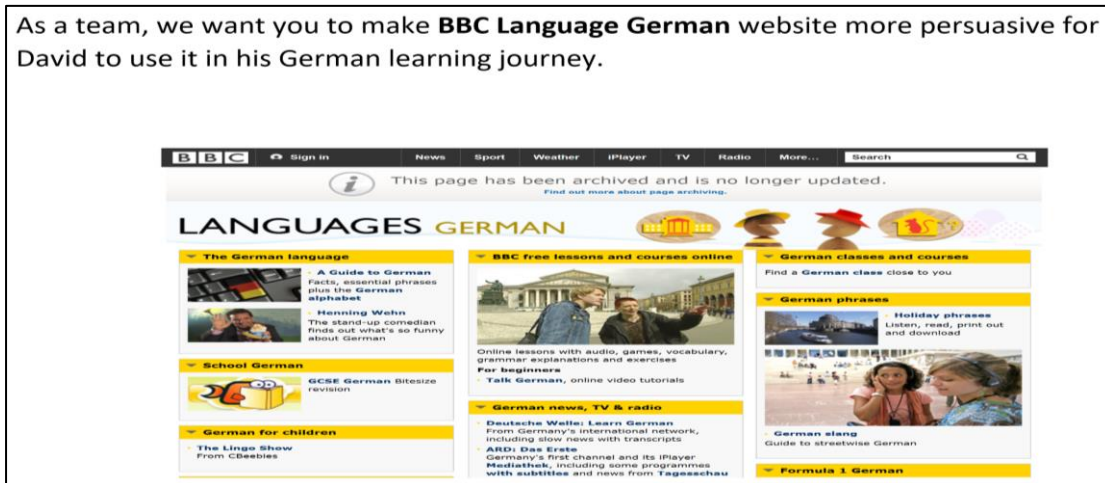 As a team, we want you to make BBC Language German website more persuasive for
David to use it in his German learning journey.
BBC Sign in News Sport Weather iPlayer TV Radio More... Search
This page has been archived and is no longer updated.
Find out more about page archiving.
LANGUAGES GERMAN
The German language
A Guide to German
Facts, essential phrases
plus the German
alphabet
Henning Wehn
The stand-up comedian
finds out what's so funny
about German
School German
GCSE German Bitesize
revision
German for children
The Lingo Show
From CBeebies
BBC free lessons and courses online
Online lessons with audio, games, vocabulary,
grammar explanations and exercises
For beginners
Talk German, online video tutorials
German news, TV & radio
Deutsche Welle: Learn German
From Germany's international network,
including slow news with transcripts
ARD: Das Erste
Germany's first channel and its iPlayer
Mediathek, including some programmes
with subtitles and news from Tagesschau
German classes and courses
Find a German class close to you
German phrases
Holiday phrases
Listen, read, print out
and download
German slang
Guide to streetwise German
Formula 1 German